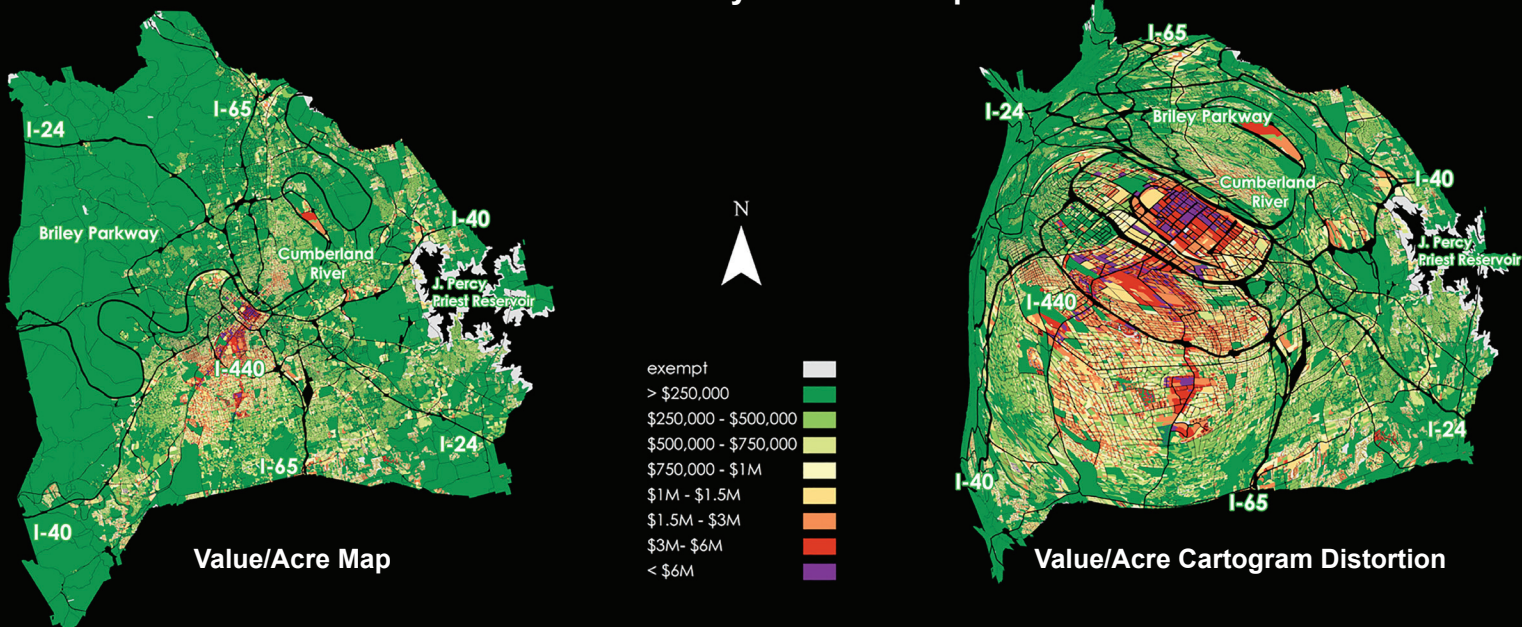 I-65
I-24
Briley Parkway
I-40
Cumberland
River
J. Percy
Priest Reservoir
I-440
I-24
I-65
I-40
Value/Acre Map
N
exempt
> $250,000
$250,000 - $500,000
$500,000 - $750,000
$750,000 - $1M
$1M - $1.5M
$1.5M - $3M
$3M- $6M
< $6M
I-65
I-24
Briley Parkway
I-40
Cumberland
River
J. Percy
Priest Reservoir
I-440
I-24
I-40
I-65
Value/Acre Cartogram Distortion